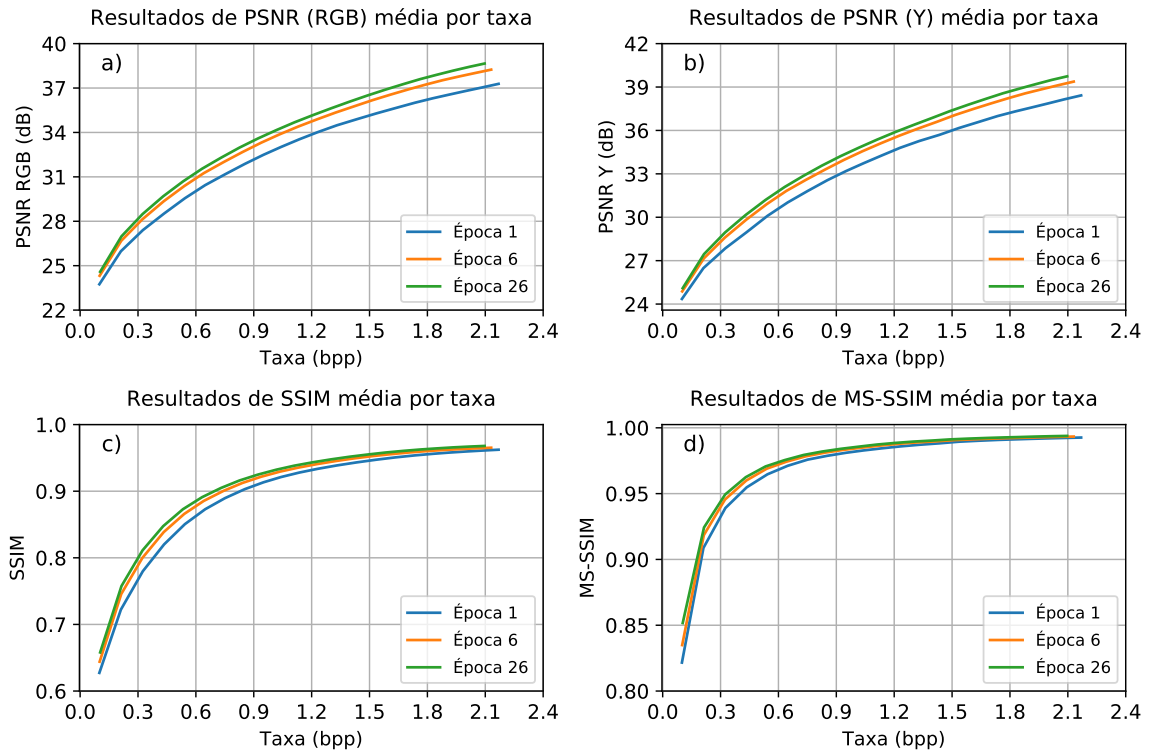 Resultados de PSNR (RGB) média por taxa
a)
PSNR RGB (dB)
40
37
34
31
28
25
22
0.0 0.3 0.6 0.9 1.2 1.5 1.8 2.1 2.4
Taxa (bpp)
Época 1
Época 6
Época 26
Resultados de PSNR (Y) média por taxa
b)
PSNR Y (dB)
42
39
36
33
30
27
24
0.0 0.3 0.6 0.9 1.2 1.5 1.8 2.1 2.4
Taxa (bpp)
Época 1
Época 6
Época 26
Resultados de SSIM média por taxa
c)
SSIM
1.0
0.9
0.8
0.7
0.6
0.0 0.3 0.6 0.9 1.2 1.5 1.8 2.1 2.4
Taxa (bpp)
Época 1
Época 6
Época 26
Resultados de MS-SSIM média por taxa
d)
MS-SSIM
1.00
0.95
0.90
0.85
0.80
0.0 0.3 0.6 0.9 1.2 1.5 1.8 2.1 2.4
Taxa (bpp)
Época 1
Época 6
Época 26